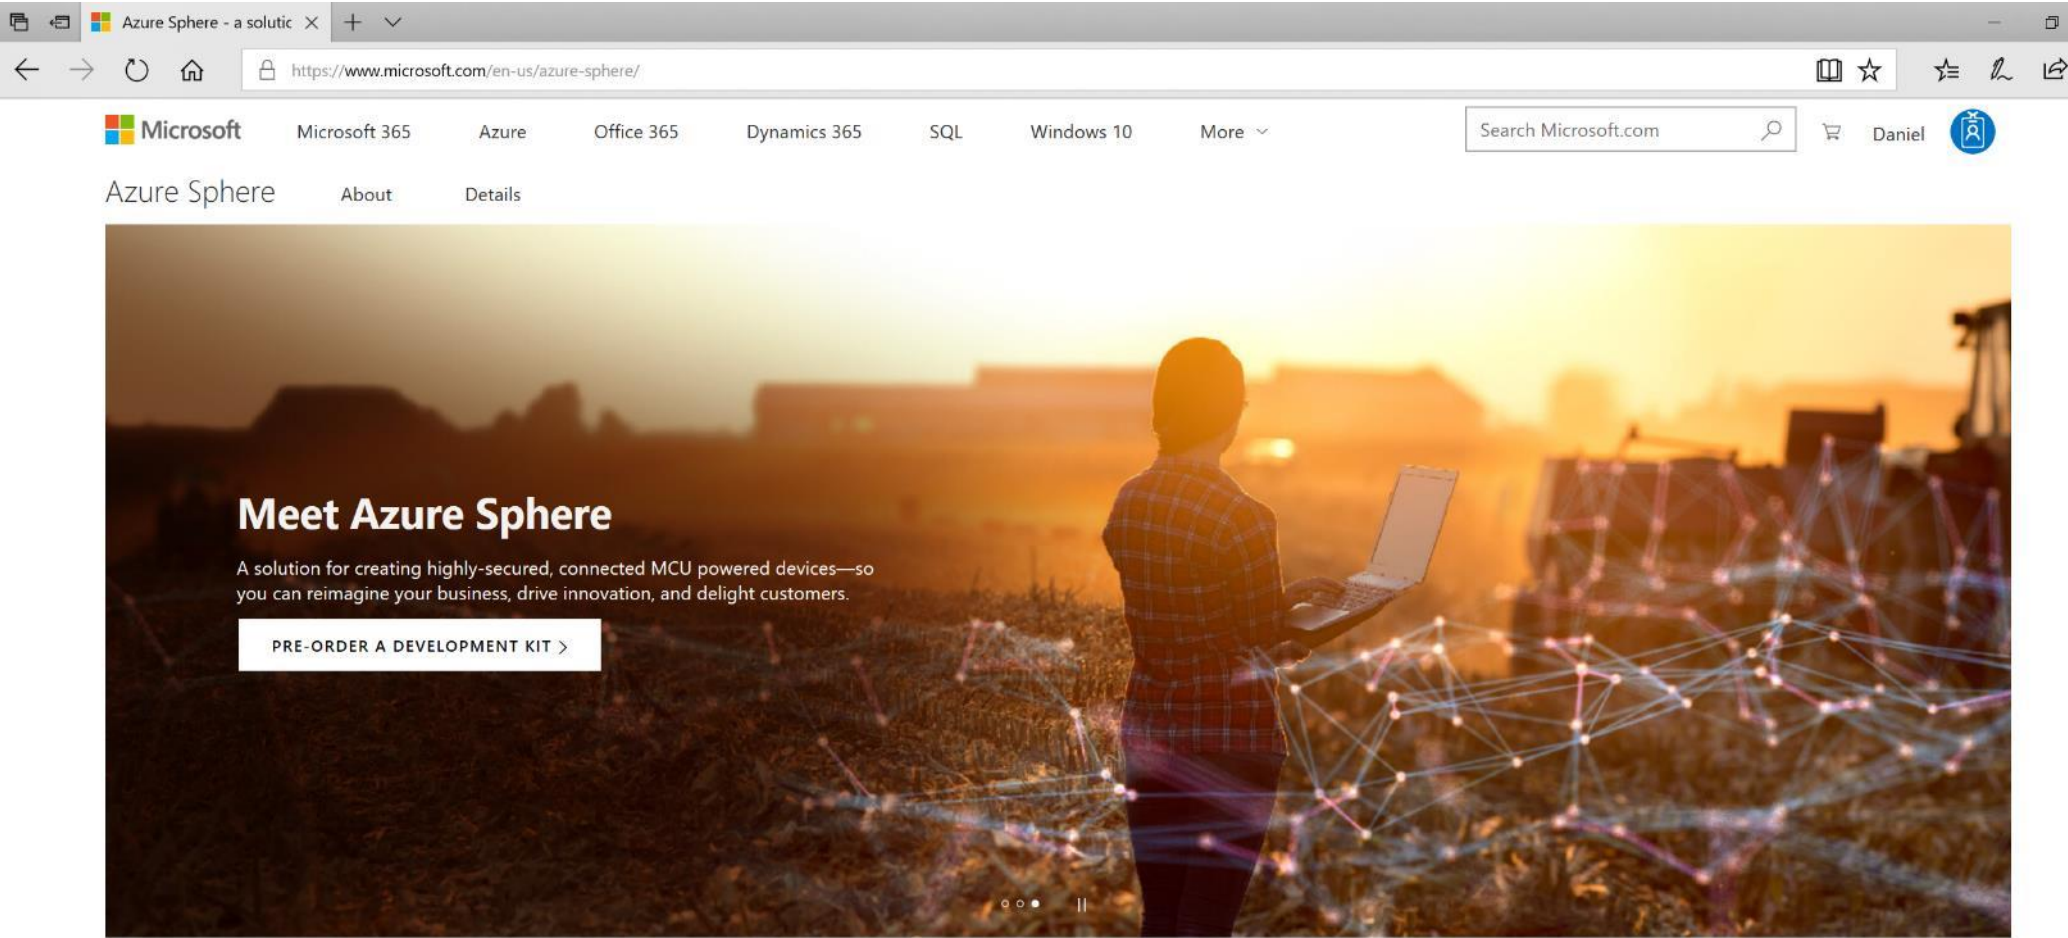 Azure Sphere - a solutic
https://www.microsoft.com/en-us/azure-sphere/
Microsoft Microsoft 365 Azure Office 365 Dynamics 365 SQL Windows 10 More Search Microsoft.com Daniel
Azure Sphere About Details
Meet Azure Sphere
A solution for creating highly-secured, connected MCU powered devices—so
you can reimagine your business, drive innovation, and delight customers.
PRE-ORDER A DEVELOPMENT KIT >